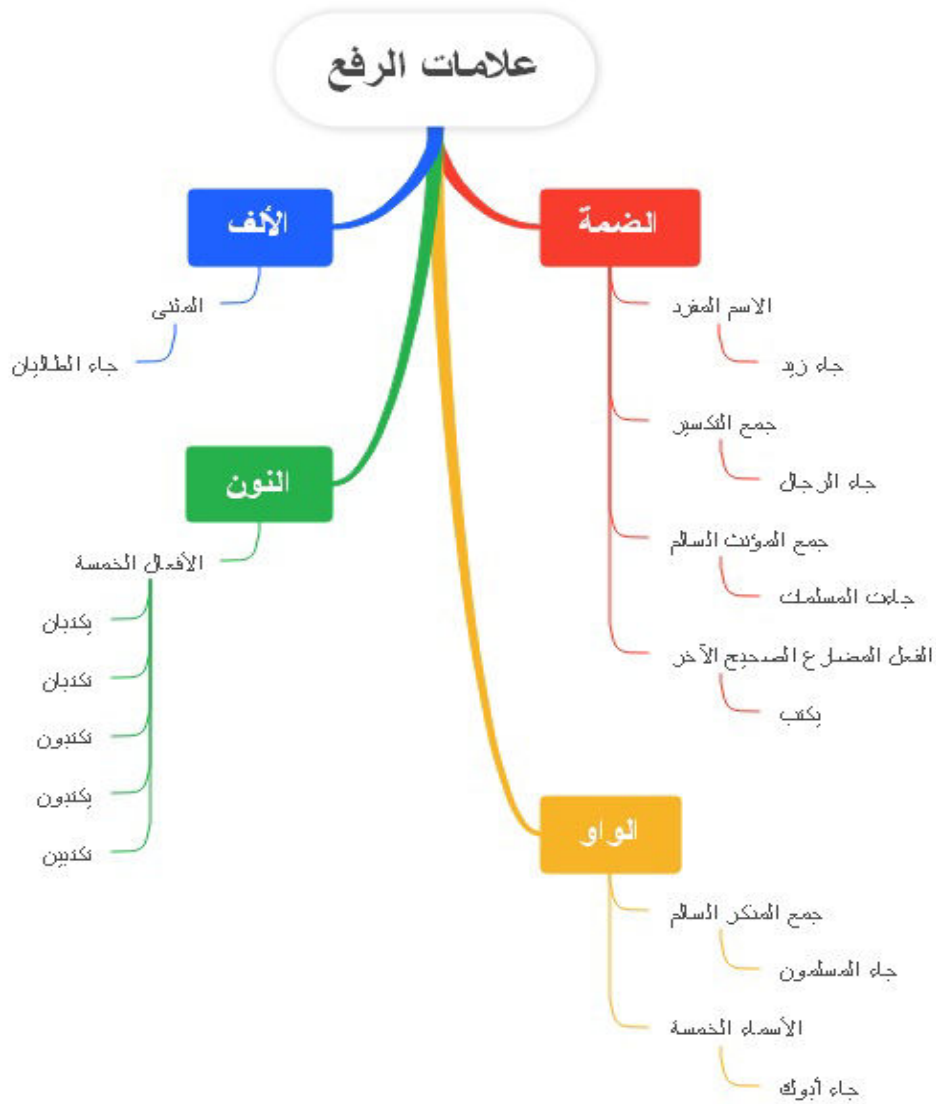 علامات الرفع
الضمة
الاسم المفرد
جاء زيد
جمع التكسير
جاء الرجال
جمع المؤنث السالم
جاءت المسلمات
الفعل المضارع الصحيح الآخر
يكتب
الواو
جمع المذكر السالم
جاء المسلمون
الأسماء الخمسة
جاء أبوك
الألف
المثنى
جاء الطالبان
النون
الأفعال الخمسة
يكتبان
تكتبان
تكتبون
يكتبون
تكتبين